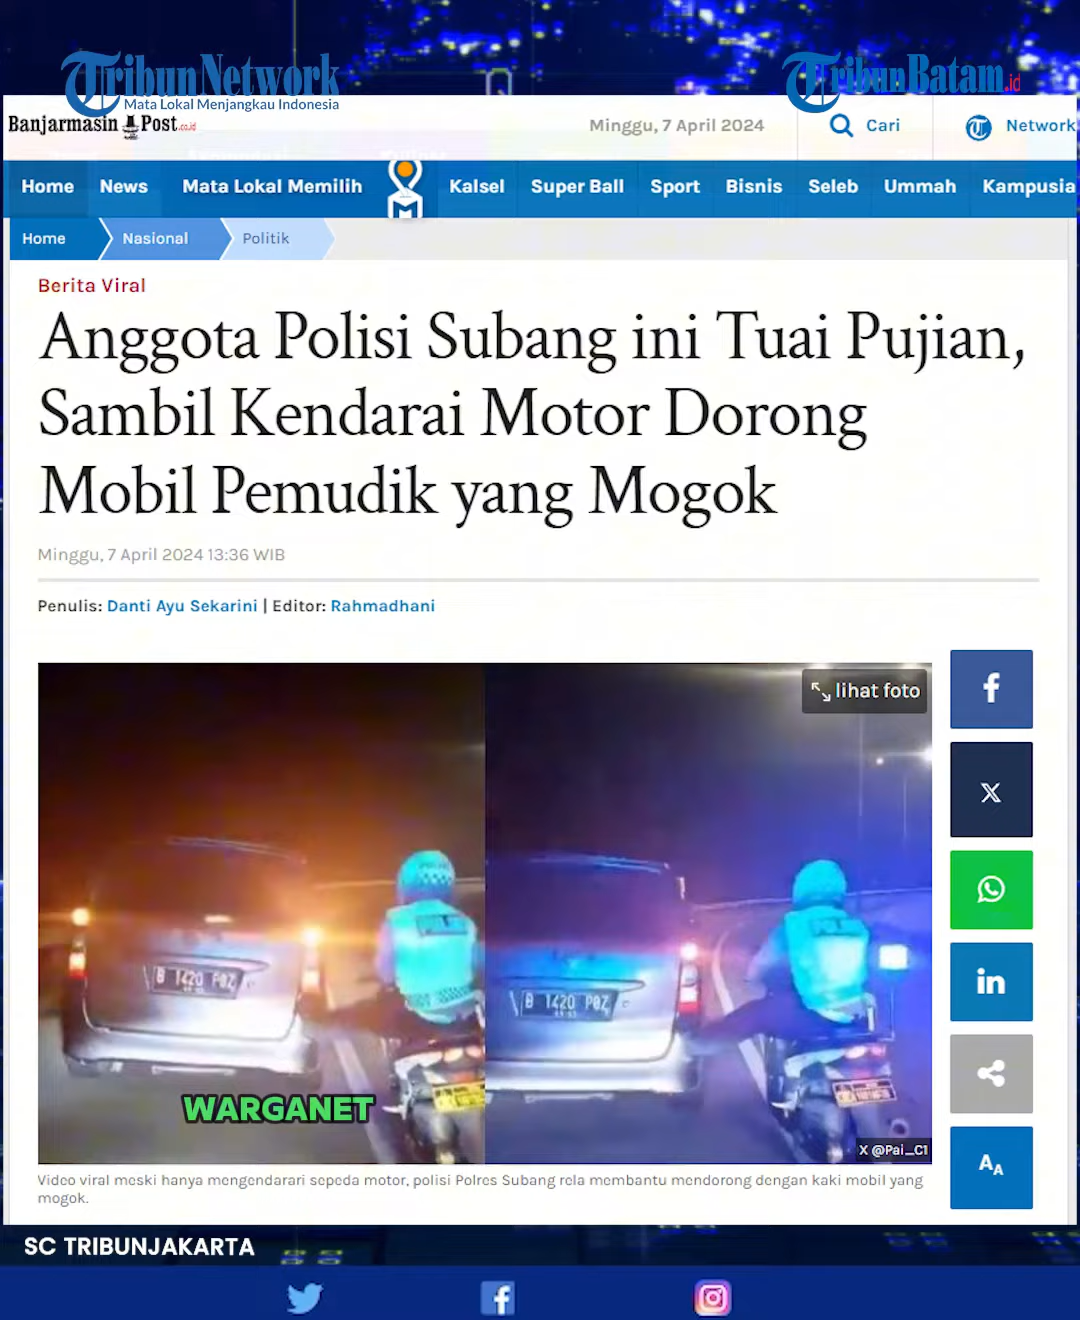 TribunNetwork
Mata Lokal Menjangkau Indonesia
TribunBatam.id
Banjarmasin Post.co.id
Minggu, 7 April 2024
Cari
Network
Home News Mata Lokal Memilih Kalsel Super Ball Sport Bisnis Seleb Ummah Kampusia
Home Nasional Politik
Berita Viral
Anggota Polisi Subang ini Tuai Pujian,
Sambil Kendarai Motor Dorong
Mobil Pemudik yang Mogok
Minggu, 7 April 2024 13:36 WIB
Penulis: Danti Ayu Sekarini | Editor: Rahmadhani
lihat foto
B 1420 POZ
B 1420 POZ
WARGANET
X @Pai_C1
Video viral meski hanya mengendarari sepeda motor, polisi Polres Subang rela membantu mendorong dengan kaki mobil yang
mogok.
SC TRIBUNJAKARTA